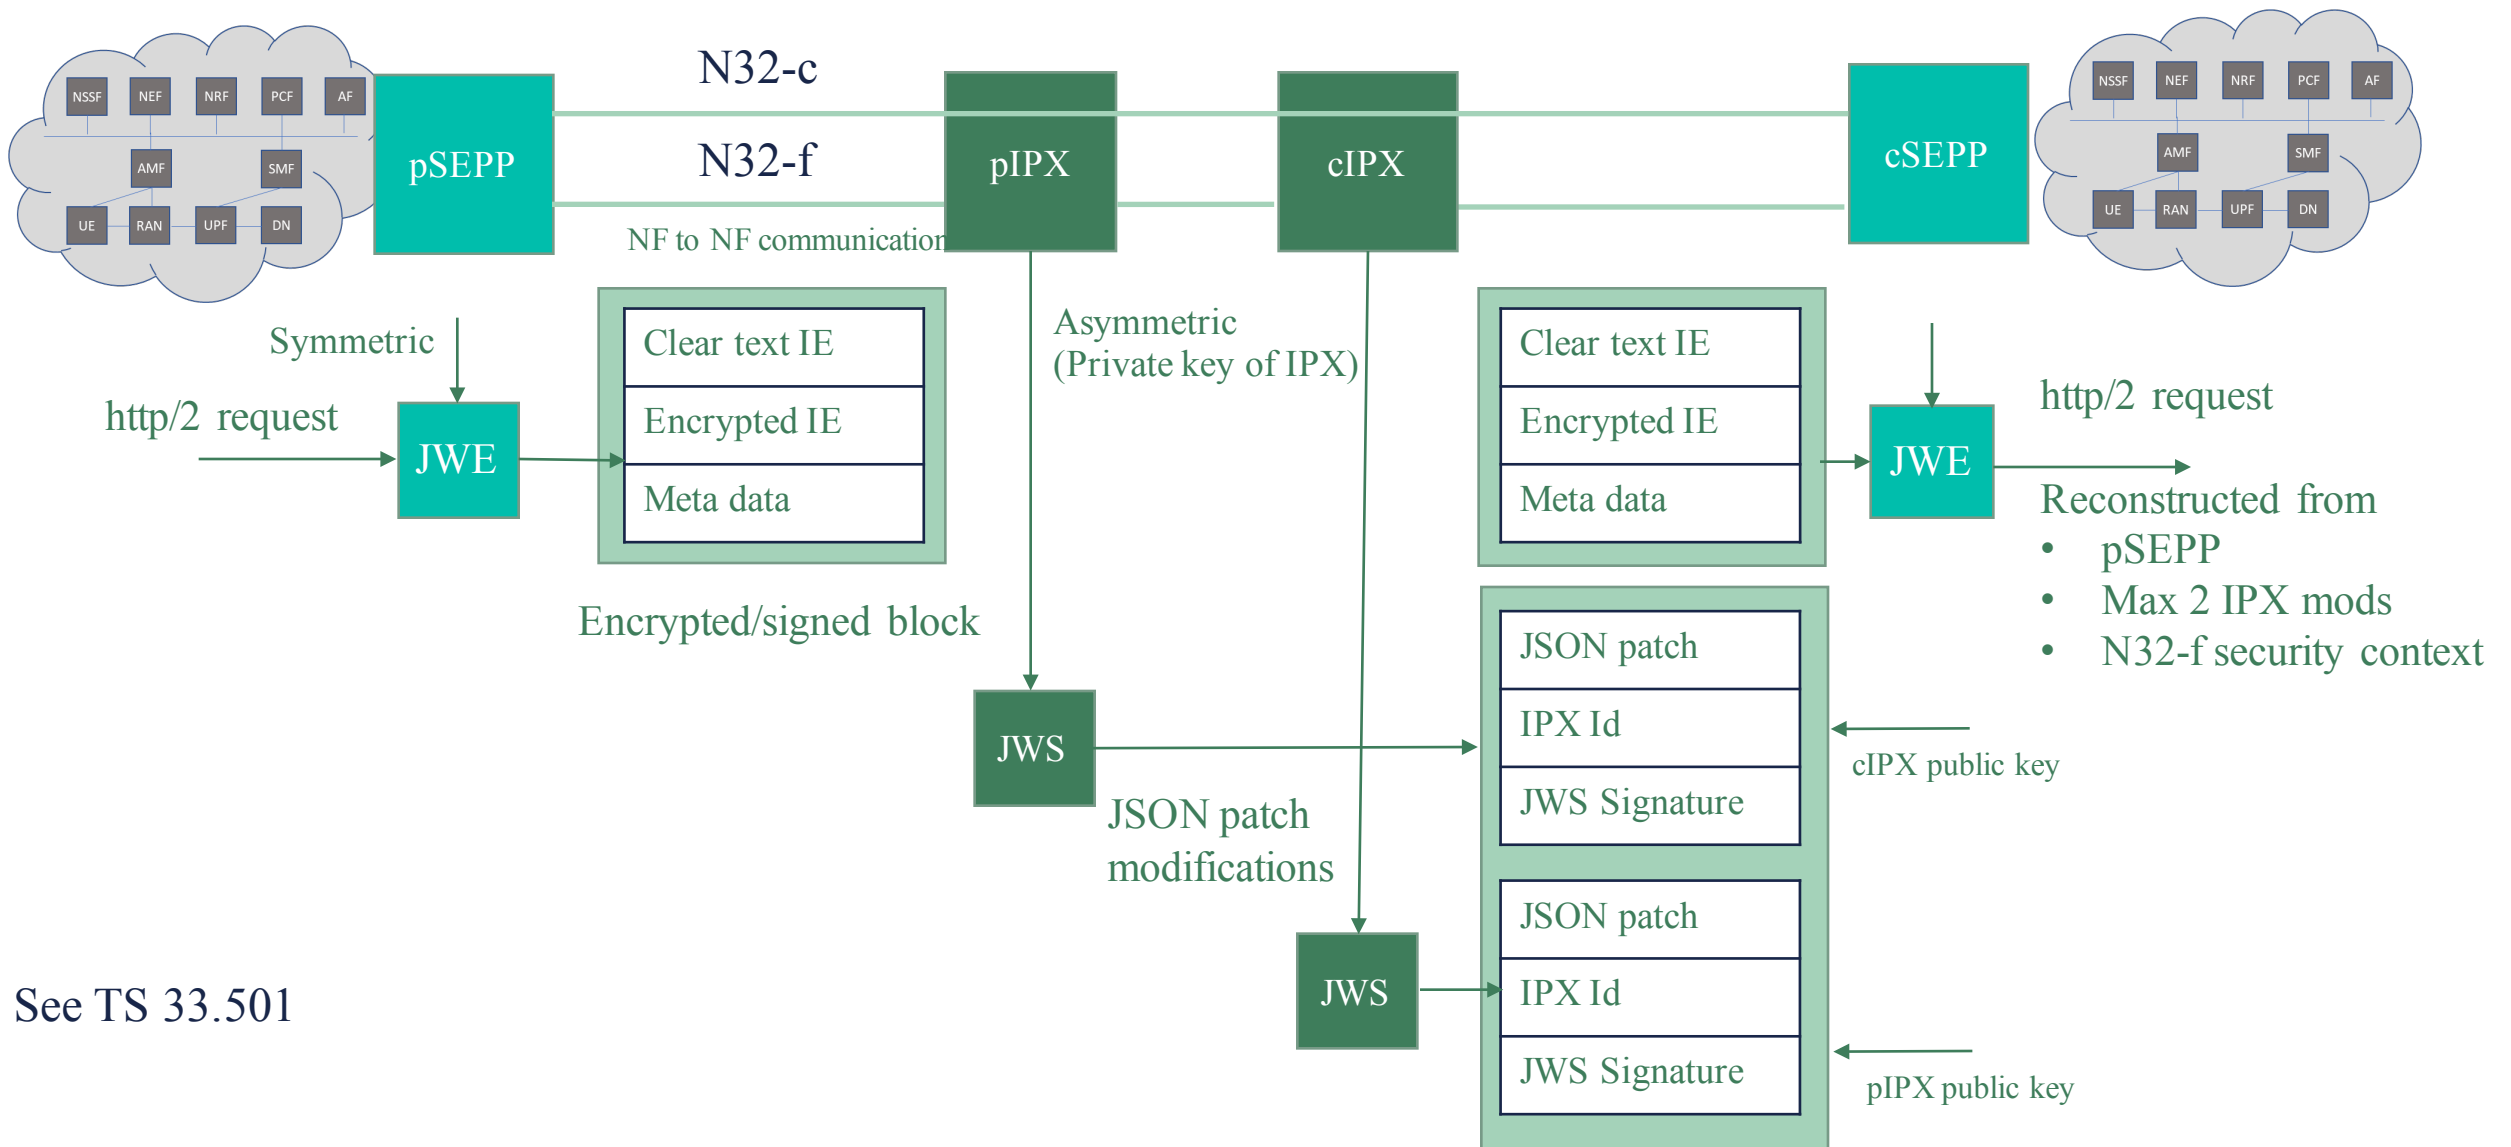 NSSF
NEF
NRF
PCF
AF
AMF
SMF
UE
RAN
UPF
DN
pSEPP
N32-c
N32-f
NF to NF communication
pIPX
cIPX
cSEPP
NSSF
NEF
NRF
PCF
AF
AMF
SMF
UE
RAN
UPF
DN
Symmetric
http/2 request
JWE
Clear text IE
Encrypted IE
Meta data
Encrypted/signed block
Asymmetric
(Private key of IPX)
JWS
JSON patch
modifications
JWS
Clear text IE
Encrypted IE
Meta data
JWE
http/2 request
Reconstructed from
• pSEPP
• Max 2 IPX mods
• N32-f security context
JSON patch
IPX Id
JWS Signature
cIPX public key
JSON patch
IPX Id
JWS Signature
pIPX public key
See TS 33.501